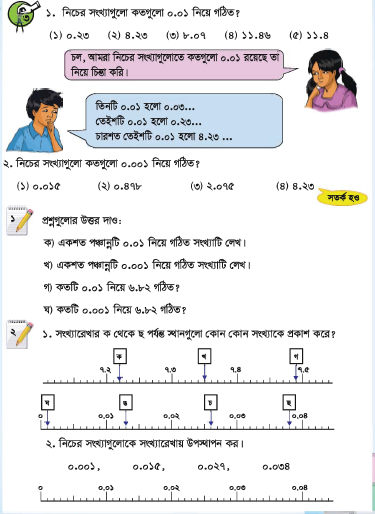 ১. নিচের সংখ্যাগুলো কতগুলো ০.০১ নিয়ে গঠিত?
(১) ০.২৩ (২) ৪.২৩ (৩) ৮.০৭ (৪) ১১.৪৬ (৫) ১১.৪
চল, আমরা নিচের সংখ্যাগুলোতে কতগুলো ০.০১ রয়েছে তা
নিয়ে চিন্তা করি।
তিনটি ০.০১ হলো ০.০৩...
তেইশটি ০.০১ হলো ০.২৩...
চারশত তেইশটি ০.০১ হলো ৪.২৩ ...
২. নিচের সংখ্যাগুলো কতগুলো ০.০০১ নিয়ে গঠিত?
(১) ০.০১৫ (২) ০.৪৭৮ (৩) ২.০৭৫ (৪) ৪.২৩
সতর্ক হও
১ প্রশ্নগুলোর উত্তর দাও:
ক) একশত পঞ্চান্নটি ০.০১ নিয়ে গঠিত সংখ্যাটি লেখ।
খ) একশত পঞ্চান্নটি ০.০০১ নিয়ে গঠিত সংখ্যাটি লেখ।
গ) কতটি ০.০১ নিয়ে ৬.৮২ গঠিত?
ঘ) কতটি ০.০০১ নিয়ে ৬.৮২ গঠিত?
২ ১. সংখ্যারেখার ক থেকে ছ পর্যন্ত স্থানগুলো কোন কোন সংখ্যাকে প্রকাশ করে?
ক খ গ
৭.২ ৭.৩ ৭.৪ ৭.৫
ঘ ঙ চ ছ
০ ০.০১ ০.০২ ০.০৩ ০.০৪
২. নিচের সংখ্যাগুলোকে সংখ্যারেখায় উপস্থাপন কর।
০.০০১, ০.০১৫, ০.০২৭, ০.০৩৪
০ ০.০১ ০.০২ ০.০৩ ০.০৪